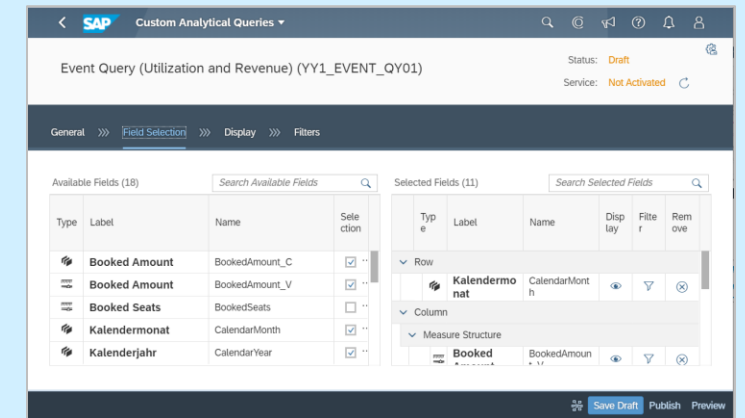 SAP Custom Analytical Queries
Event Query (Utilization and Revenue) (YY1_EVENT_QY01)
Status: Draft
Service: Not Activated
General Field Selection Display Filters
Available Fields (18)
Search Available Fields
Selected Fields (11)
Search Selected Fields
Type Label Name Sele
ction
Typ
e
Label Name
Disp
lay
Filte
r
Rem
ove
Booked Amount BookedAmount_C
Booked Amount BookedAmount_V
Booked Seats BookedSeats
Kalendermonat CalendarMonth
Kalenderjahr CalendarYear
Row
Kalendermo
nat
CalendarMont
h
Column
Measure Structure
Booked
BookedAmoun
Save Draft Publish Preview